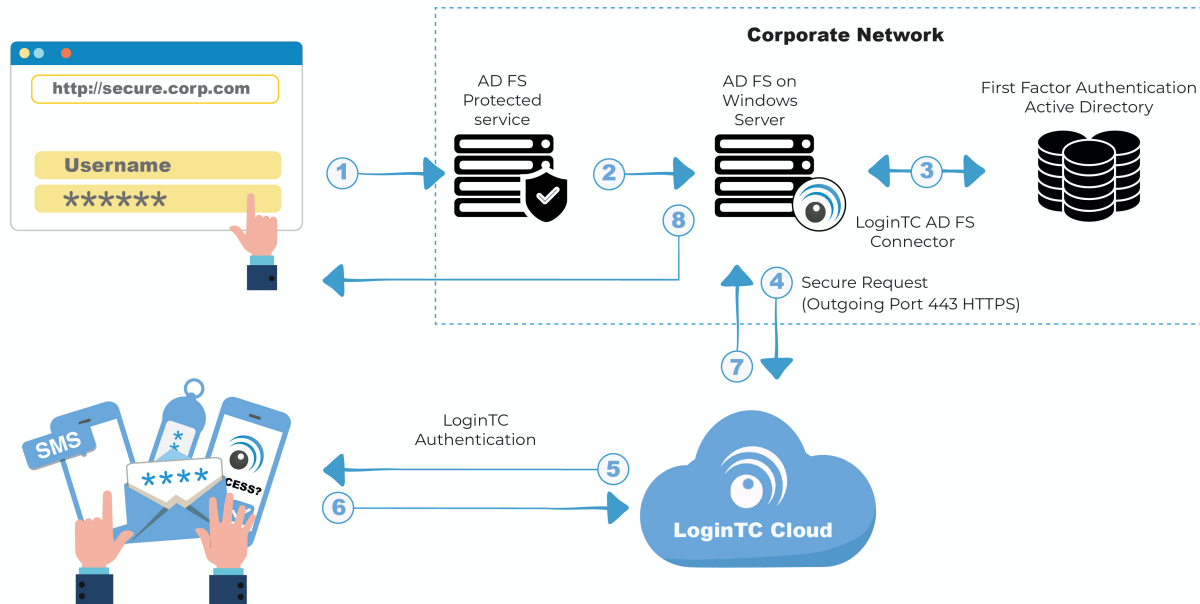 Corporate Network
http://secure.corp.com
Username
******
1
AD FS
Protected
service
2
AD FS on
Windows
Server
3
First Factor Authentication
Active Directory
LoginTC AD FS
Connector
8
4
Secure Request
(Outgoing Port 443 HTTPS)
7
SMS
*
*
****
CESS?
LoginTC
Authentication
5
6
LoginTC Cloud